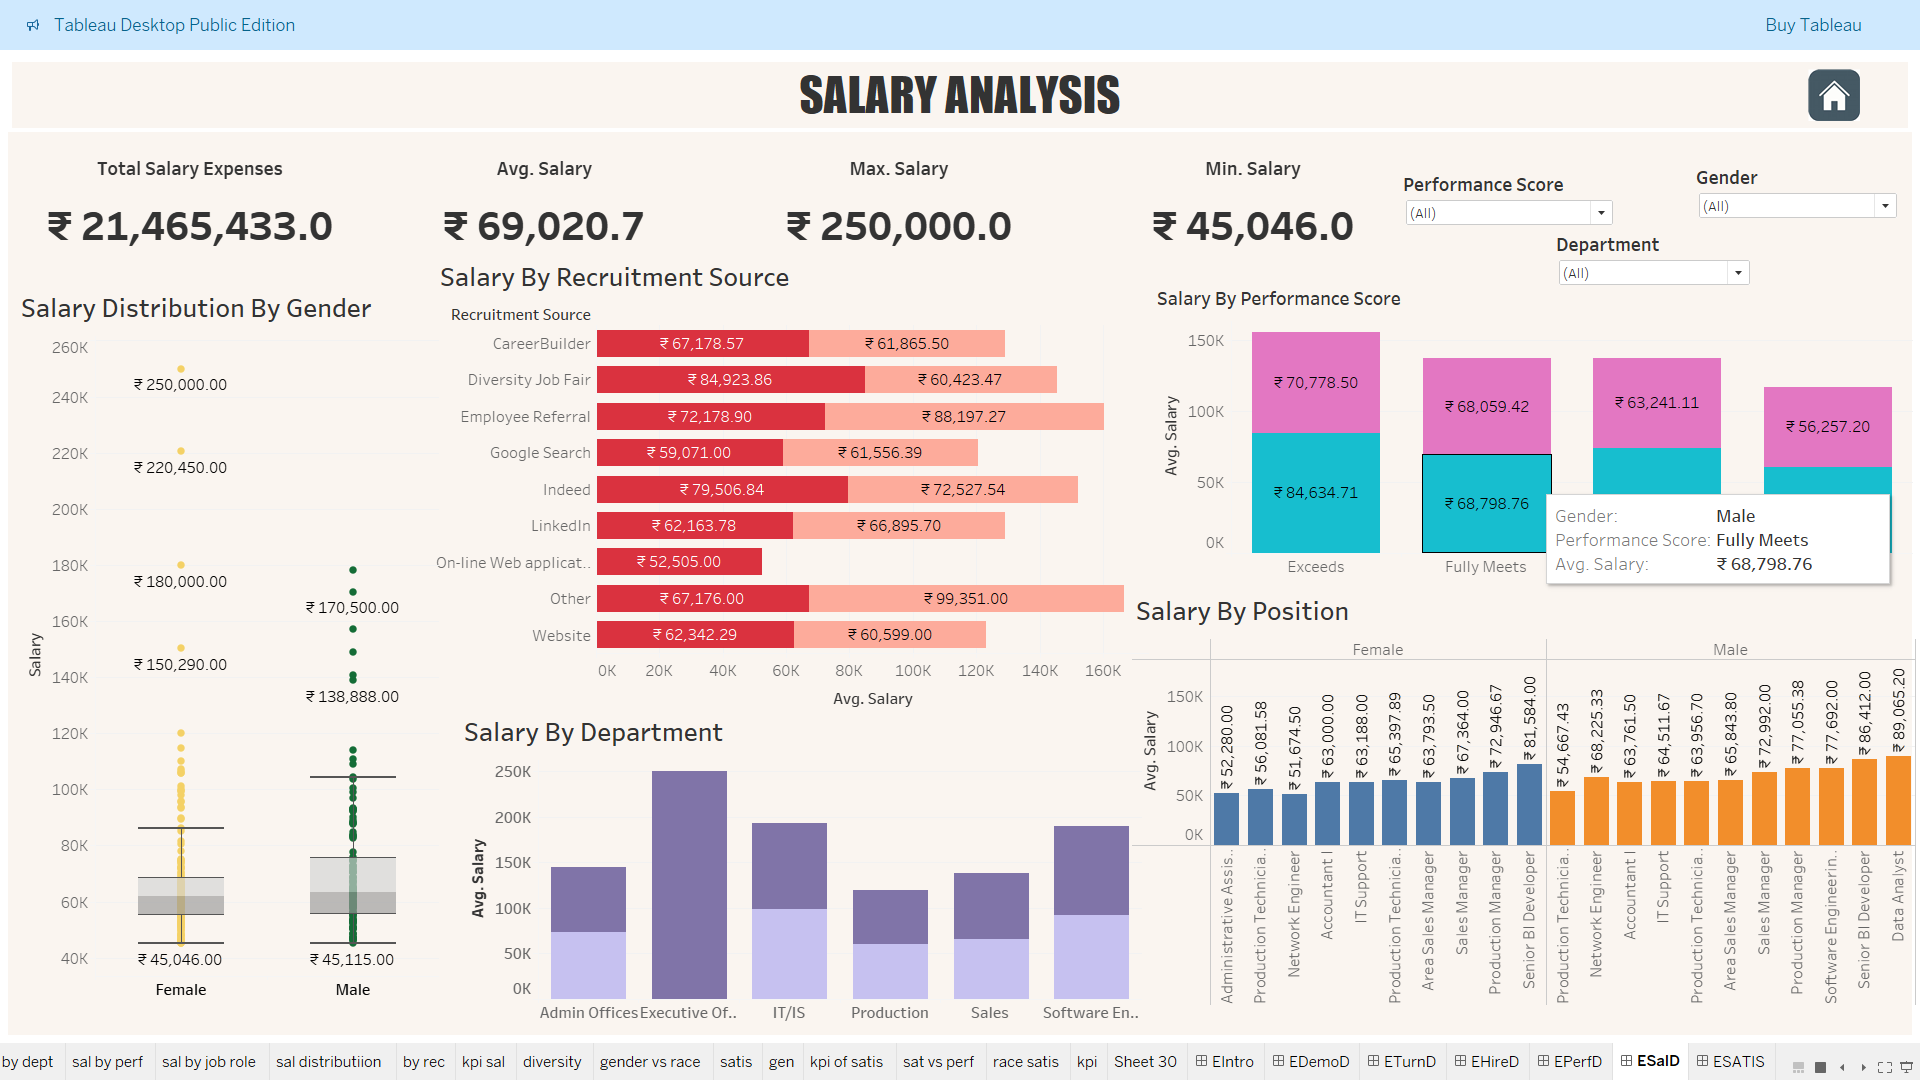 Tableau Desktop Public Edition
Buy Tableau
SALARY ANALYSIS
Total Salary Expenses
₹ 21,465,433.0
Avg. Salary
₹ 69,020.7
Max. Salary
₹ 250,000.0
Min. Salary
₹ 45,046.0
Performance Score
(All)
Gender
(All)
Department
(All)
Salary Distribution By Gender
Salary
260K
240K
220K
200K
180K
160K
140K
120K
100K
80K
60K
40K
₹ 250,000.00
₹ 220,450.00
₹ 180,000.00
₹ 150,290.00
₹ 45,046.00
₹ 170,500.00
₹ 138,888.00
₹ 45,115.00
Female
Male
Salary By Recruitment Source
Recruitment Source
CareerBuilder ₹ 67,178.57 ₹ 61,865.50
Diversity Job Fair ₹ 84,923.86 ₹ 60,423.47
Employee Referral ₹ 72,178.90 ₹ 88,197.27
Google Search ₹ 59,071.00 ₹ 61,556.39
Indeed ₹ 79,506.84 ₹ 72,527.54
LinkedIn ₹ 62,163.78 ₹ 66,895.70
On-line Web applicat.. ₹ 52,505.00
Other ₹ 67,176.00 ₹ 99,351.00
Website ₹ 62,342.29 ₹ 60,599.00
0K 20K 40K 60K 80K 100K 120K 140K 160K
Avg. Salary
Salary By Department
Avg. Salary
250K
200K
150K
100K
50K
0K
Admin Offices Executive Of.. IT/IS Production Sales Software En..
Salary By Performance Score
Avg. Salary
150K
100K
50K
0K
₹ 70,778.50
₹ 84,634.71
₹ 68,059.42
₹ 68,798.76
₹ 63,241.11
₹ 56,257.20
Exceeds
Fully Meets
Gender: Male
Performance Score: Fully Meets
Avg. Salary: ₹ 68,798.76
Salary By Position
Female
Male
Avg. Salary
150K
100K
50K
0K
₹ 52,280.00
₹ 56,081.58
₹ 51,674.50
₹ 63,000.00
₹ 63,188.00
₹ 65,397.89
₹ 63,793.50
₹ 67,364.00
₹ 72,946.67
₹ 81,584.00
₹ 54,667.43
₹ 68,225.33
₹ 63,761.50
₹ 64,511.67
₹ 63,956.70
₹ 65,843.80
₹ 72,992.00
₹ 77,055.38
₹ 77,692.00
₹ 86,412.00
₹ 89,065.20
Administrative Assis..
Production Technicia..
Network Engineer
Accountant I
IT Support
Production Technicia..
Area Sales Manager
Sales Manager
Production Manager
Senior BI Developer
Production Technicia..
Network Engineer
Accountant I
IT Support
Production Technicia..
Area Sales Manager
Sales Manager
Production Manager
Software Engineerin..
Senior BI Developer
Data Analyst
by dept sal by perf sal by job role sal distributiion by rec kpi sal diversity gender vs race satis gen kpi of satis sat vs perf race satis kpi Sheet 30 EIntro EDemoD ETurnD EHireD EPerfD ESalD ESATIS